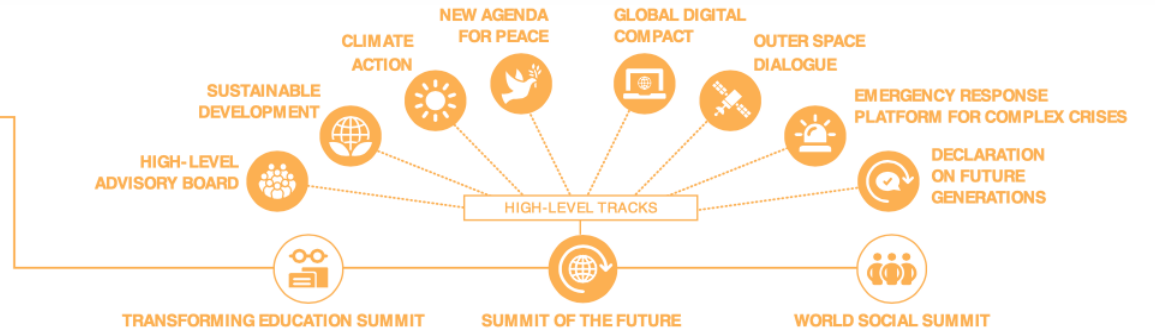 NEW AGENDA
FOR PEACE
GLOBAL DIGITAL
COMPACT
CLIMATE
ACTION
OUTER SPACE
DIALOGUE
SUSTAINABLE
DEVELOPMENT
EMERGENCY RESPONSE
PLATFORM FOR COMPLEX CRISES
HIGH-LEVEL
ADVISORY BOARD
DECLARATION
ON FUTURE
GENERATIONS
HIGH-LEVEL TRACKS
TRANSFORMING EDUCATION SUMMIT
SUMMIT OF THE FUTURE
WORLD SOCIAL SUMMIT